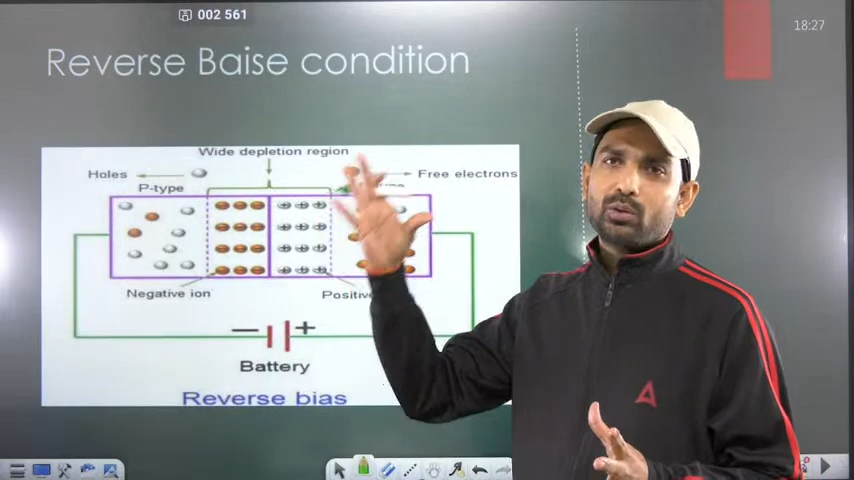 002 561
18:27
Reverse Baise condition
Wide depletion region
Holes
Free electrons
P-type
Negative ion
Positive
− +
Battery
Reverse bias